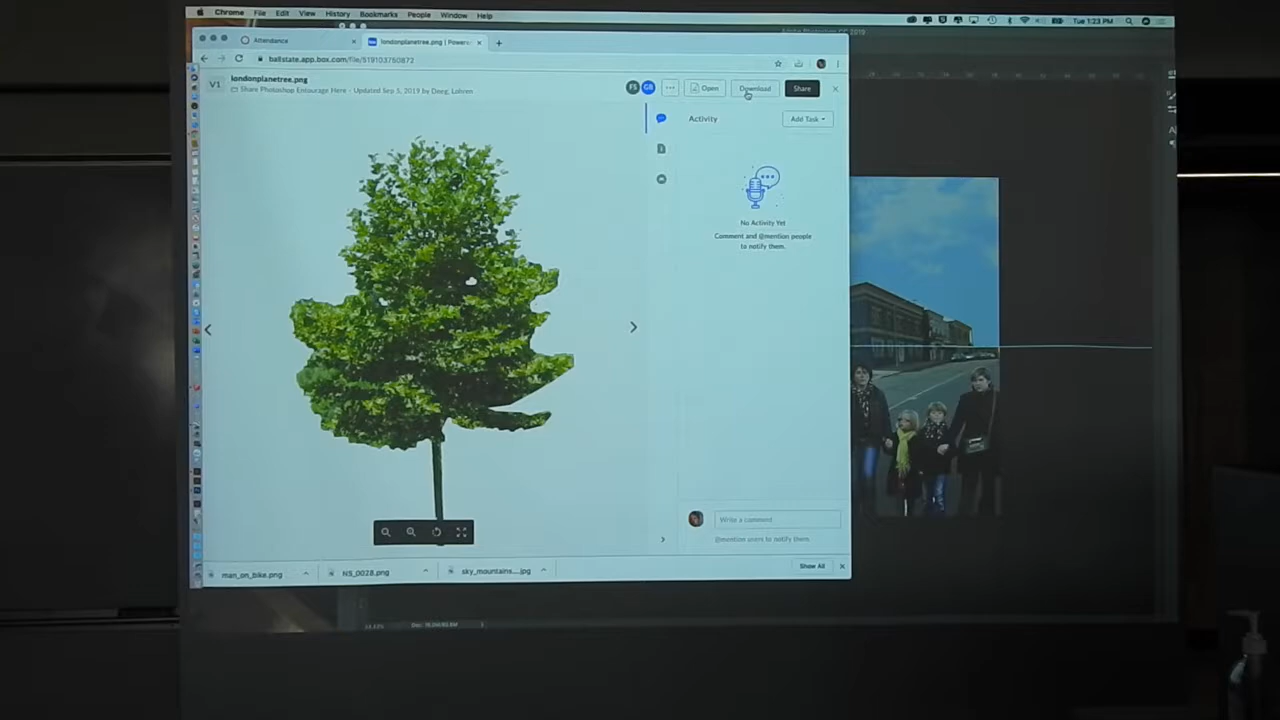 Chrome File Edit View History Bookmarks People Window Help
Tue 1:23 PM
Attendance
londonplanetree.png | Powere
ballstate.app.box.com/file/519103760872
V1
londonplanetree.png
Share Photoshop Entourage Here - Updated Sep 5, 2019 by Deeg, Lohren
GB
Open
Download
Share
Activity
Add Task
No Activity Yet
Comment and @mention people
to notify them.
Write a comment
@mention users to notify them.
man_on_bike.png
NS_0028.png
sky_mountains....jpg
Show All